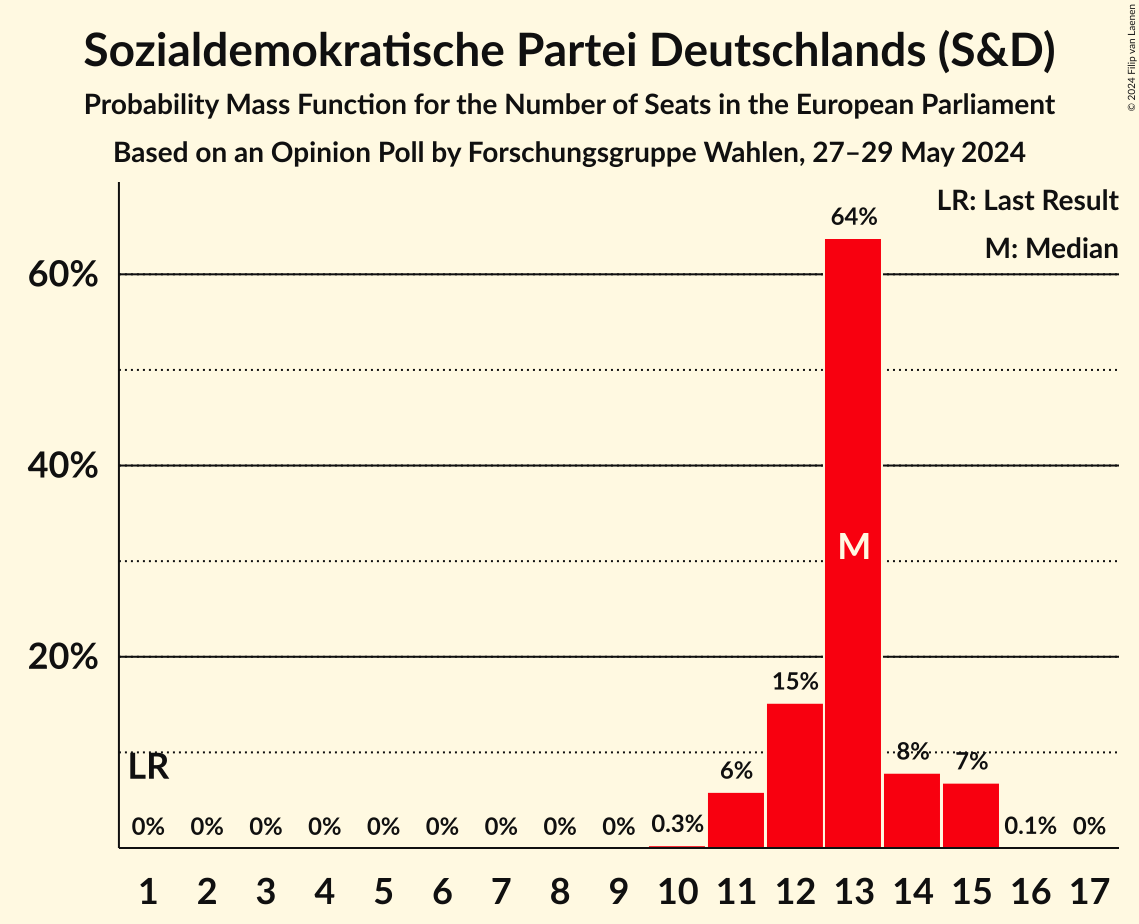 Sozialdemokratische Partei Deutschlands (S&D)
Probability Mass Function for the Number of Seats in the European Parliament
Based on an Opinion Poll by Forschungsgruppe Wahlen, 27–29 May 2024
© 2024 Filip van Laenen
LR: Last Result
M: Median
60%
40%
20%
64%
M
15%
8%
7%
6%
LR
0% 0% 0% 0% 0% 0% 0% 0% 0% 0.3% 0.1% 0%
1 2 3 4 5 6 7 8 9 10 11 12 13 14 15 16 17